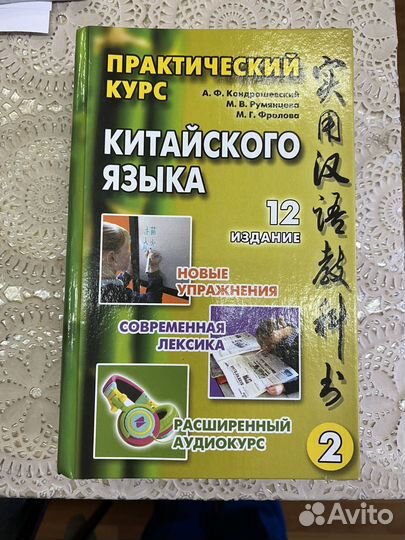 ПРАКТИЧЕСКИЙ
КУРС
А. Ф. Кондрашевский
М. В. Румянцева
М. Г. Фролова
КИТАЙСКОГО
ЯЗЫКА
12
ИЗДАНИЕ
实用汉语教科书
НОВЫЕ
УПРАЖНЕНИЯ
СОВРЕМЕННАЯ
ЛЕКСИКА
РАСШИРЕННЫЙ
АУДИОКУРС
2
Avito